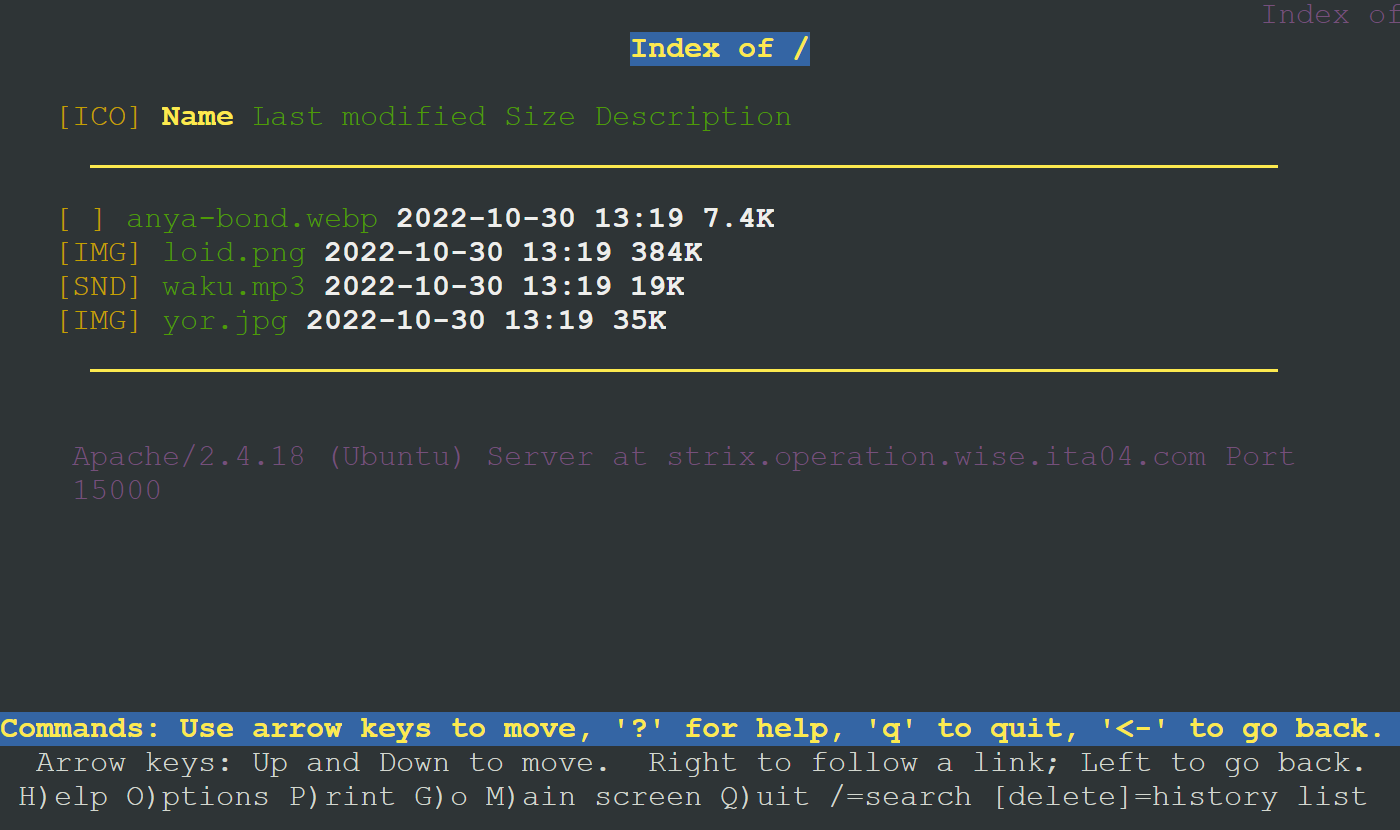 Index of
Index of /
[ICO] Name Last modified Size Description
[ ] anya-bond.webp 2022-10-30 13:19 7.4K
[IMG] loid.png 2022-10-30 13:19 384K
[SND] waku.mp3 2022-10-30 13:19 19K
[IMG] yor.jpg 2022-10-30 13:19 35K
Apache/2.4.18 (Ubuntu) Server at strix.operation.wise.ita04.com Port
15000
Commands: Use arrow keys to move, '?' for help, 'q' to quit, '<-' to go back.
Arrow keys: Up and Down to move.  Right to follow a link; Left to go back.
H)elp O)ptions P)rint G)o M)ain screen Q)uit /=search [delete]=history list